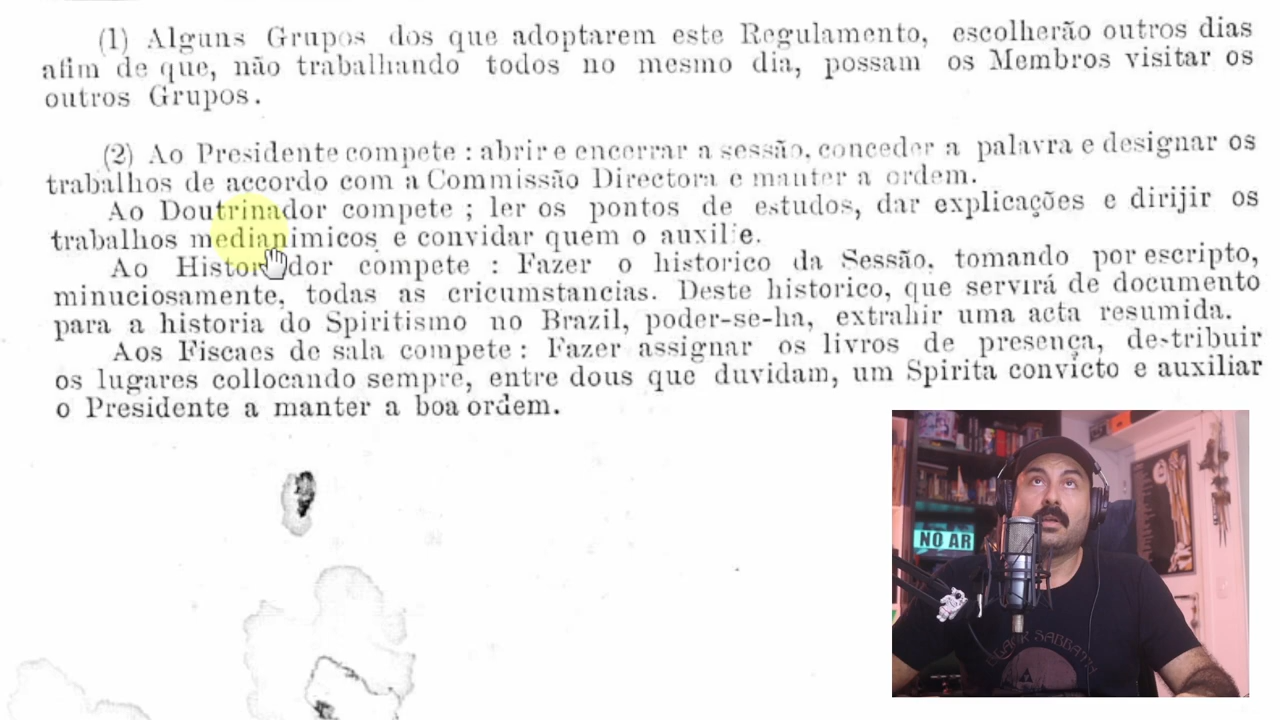 (1) Alguns Grupos dos que adoptarem este Regulamento, escolherão outros dias
afim de que, não trabalhando todos no mesmo dia, possam os Membros visitar os
outros Grupos.
(2) Ao Presidente compete : abrir e encerrar a sessão, conceder a palavra e designar os
trabalhos de accordo com a Commissão Directora e manter a ordem.
Ao Doutrinador compete ; ler os pontos de estudos, dar explicações e dirijir os
trabalhos medianimicos e convidar quem o auxilie.
Ao Historiador compete : Fazer o historico da Sessão, tomando por escripto,
minuciosamente, todas as cricumstancias. Deste historico, que servirá de documento
para a historia do Spiritismo no Brazil, poder-se-ha, extrahir uma acta resumida.
Aos Fiscaes de sala compete : Fazer assignar os livros de presença, des-tribuir
os lugares collocando sempre, entre dous que duvidam, um Spirita convicto e auxiliar
o Presidente a manter a boa ordem.
NO AR
BLACK SABBATH